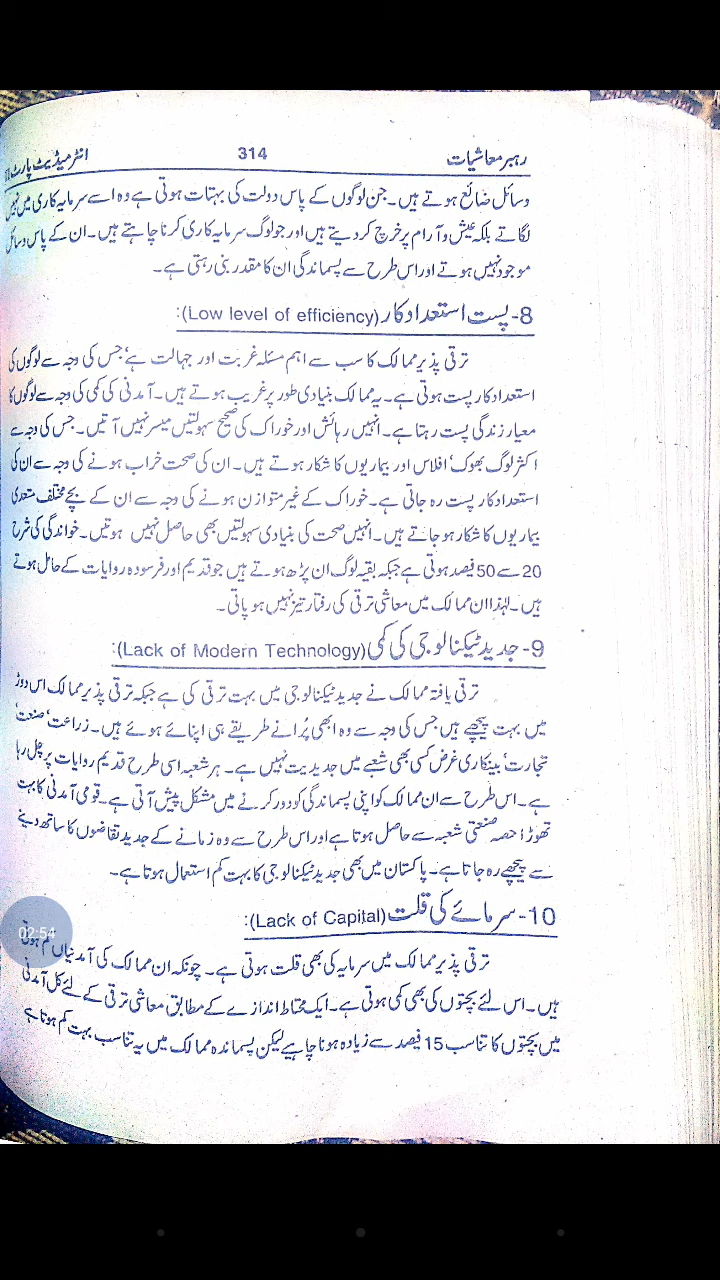 رہبر معاشیات 314 انٹرمیڈیٹ پارٹ
وسائل ضائع ہوتے ہیں۔ جن لوگوں کے پاس دولت کی بہتات ہوتی ہے وہ اسے سرمایہ کاری میں نہیں
لگاتے بلکہ عیش و آرام پر خرچ کر دیتے ہیں اور جو لوگ سرمایہ کاری کرنا چاہتے ہیں۔ ان کے پاس وسائل
موجود نہیں ہوتے اور اس طرح سے پسماندگی ان کا مقدر بنی رہتی ہے۔
8- پست استعداد کار (Low level of efficiency):
ترقی پذیر ممالک کا سب سے اہم مسئلہ غربت اور جہالت ہے‘ جس کی وجہ سے لوگوں کی
استعداد کار پست ہوتی ہے۔ یہ ممالک بنیادی طور پر غریب ہوتے ہیں۔ آمدنی کی کمی کی وجہ سے لوگوں کا
معیار زندگی پست رہتا ہے۔ انہیں رہائش اور خوراک کی صحیح سہولتیں میسر نہیں آتیں۔ جس کی وجہ سے
اکثر لوگ بھوک‘ افلاس اور بیماریوں کا شکار ہوتے ہیں۔ ان کی صحت خراب ہونے کی وجہ سے ان کی
استعداد کار پست رہ جاتی ہے۔ خوراک کے غیر متوازن ہونے کی وجہ سے ان کے بچے مختلف متعدی
بیماریوں کا شکار ہو جاتے ہیں۔ انہیں صحت کی بنیادی سہولتیں بھی حاصل نہیں ہوتیں۔ خواندگی کی شرح
20 سے 50 فیصد ہوتی ہے جبکہ بقیہ لوگ ان پڑھ ہوتے ہیں جو قدیم اور فرسودہ روایات کے حامل ہوتے
ہیں۔ لہٰذا ان ممالک میں معاشی ترقی کی رفتار تیز نہیں ہو پاتی۔
9- جدید ٹیکنالوجی کی کمی (Lack of Modern Technology):
ترقی یافتہ ممالک نے جدید ٹیکنالوجی میں بہت ترقی کی ہے جبکہ ترقی پذیر ممالک اس دوڑ
میں بہت پیچھے ہیں جس کی وجہ سے وہ ابھی پُرانے طریقے ہی اپنائے ہوئے ہیں۔ زراعت‘ صنعت‘
تجارت‘ بینکاری غرض کسی بھی شعبے میں جدیدیت نہیں ہے۔ ہر شعبہ اسی طرح قدیم روایات پر چل رہا
ہے۔ اس طرح سے ان ممالک کو اپنی پسماندگی کو دور کرنے میں مشکل پیش آتی ہے۔ قومی آمدنی کا بہت
تھوڑا حصہ صنعتی شعبہ سے حاصل ہوتا ہے اور اس طرح سے وہ زمانے کے جدید تقاضوں کا ساتھ دینے
سے پیچھے رہ جاتا ہے۔ پاکستان میں بھی جدید ٹیکنالوجی کا بہت کم استعمال ہوتا ہے۔
10- سرمائے کی قلت (Lack of Capital):
02:54
ترقی پذیر ممالک میں سرمایہ کی بھی قلت ہوتی ہے۔ چونکہ ان ممالک کی آمدنیاں کم ہوتی
ہیں۔ اس لئے بچتوں کی بھی کمی ہوتی ہے۔ ایک محتاط اندازے کے مطابق معاشی ترقی کے لئے کل آمدنی
میں بچتوں کا تناسب 15 فیصد سے زیادہ ہونا چاہیے لیکن پسماندہ ممالک میں یہ تناسب بہت کم ہوتا ہے